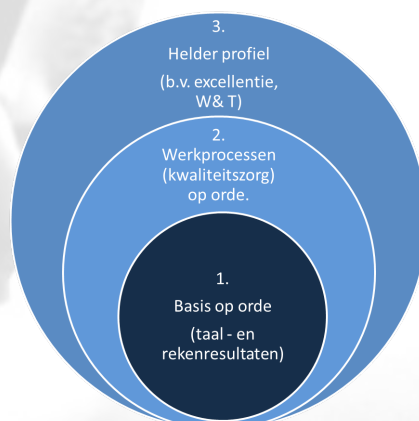 3.
Helder profiel
(b.v. excellentie,
W& T)
2.
Werkprocessen
(kwaliteitszorg)
op orde.
1.
Basis op orde
(taal - en
rekenresultaten)